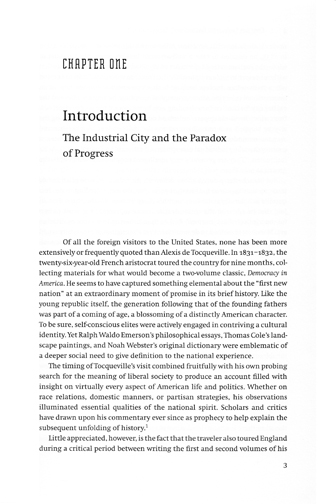 CHAPTER ONE
Introduction
The Industrial City and the Paradox
of Progress
Of all the foreign visitors to the United States, none has been more
extensively or frequently quoted than Alexis de Tocqueville. In 1831–1832, the
twenty-six-year-old French aristocrat toured the country for nine months, col-
lecting materials for what would become a two-volume classic, Democracy in
America. He seems to have captured something elemental about the “first new
nation” at an extraordinary moment of promise in its brief history. Like the
young republic itself, the generation following that of the founding fathers
was part of a coming of age, a blossoming of a distinctly American character.
To be sure, self-conscious elites were actively engaged in contriving a cultural
identity. Yet Ralph Waldo Emerson’s philosophical essays, Thomas Cole’s land-
scape paintings, and Noah Webster’s original dictionary were emblematic of
a deeper social need to give definition to the national experience.
The timing of Tocqueville’s visit combined fruitfully with his own probing
search for the meaning of liberal society to produce an account filled with
insight on virtually every aspect of American life and politics. Whether on
race relations, domestic manners, or partisan strategies, his observations
illuminated essential qualities of the national spirit. Scholars and critics
have drawn upon his commentary ever since as prophecy to help explain the
subsequent unfolding of history.1
Little appreciated, however, is the fact that the traveler also toured England
during a critical period between writing the first and second volumes of his
3